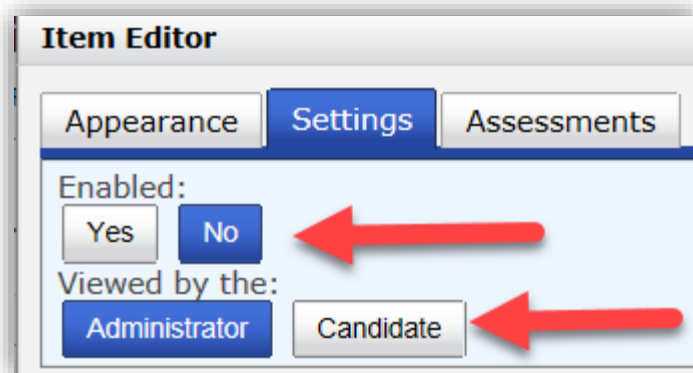 Item Editor
Appearance Settings Assessments
Enabled:
Yes No
Viewed by the:
Administrator Candidate